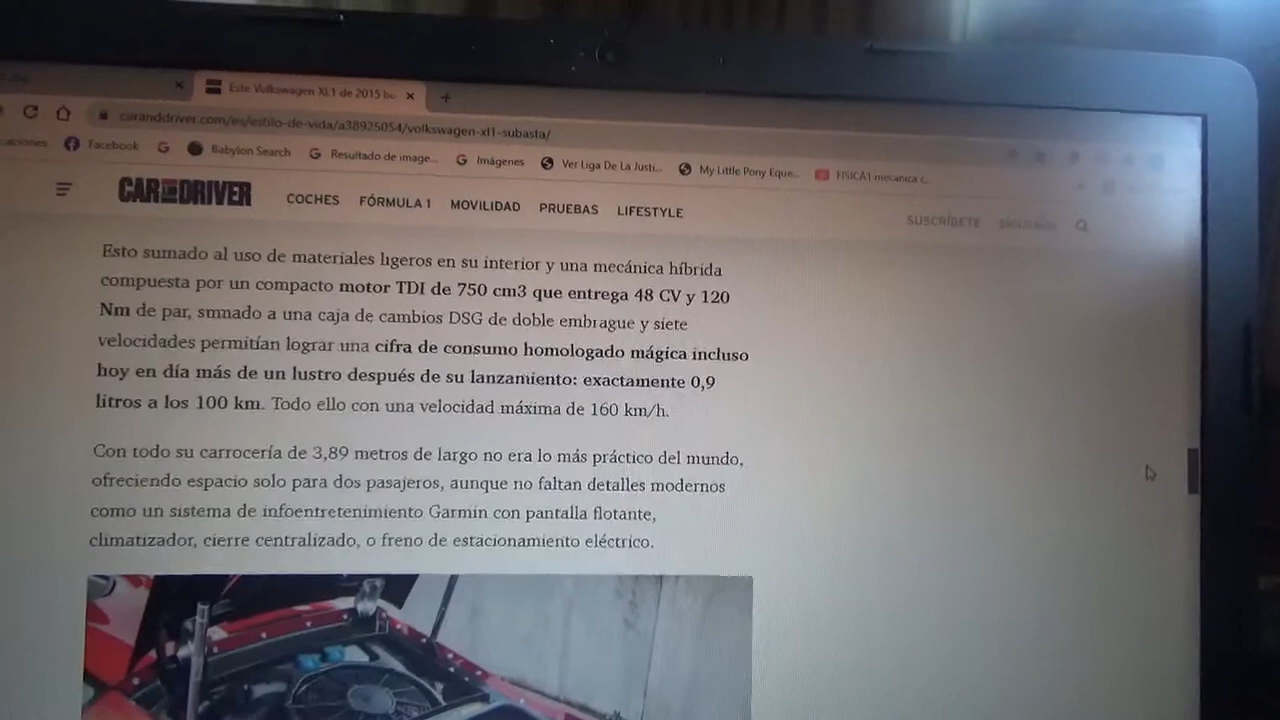 Este Volkswagen XL1 de 2015 bu
caranddriver.com/es/estilo-de-vida/a38925054/volkswagen-xl1-subasta/
aciones Facebook Babylon Search Resultado de image... Imágenes Ver Liga De La Justi... My Little Pony Eque... FISICA1 mecanica c...
CAR AND DRIVER COCHES FÓRMULA 1 MOVILIDAD PRUEBAS LIFESTYLE SUSCRÍBETE SÍGUENOS
Esto sumado al uso de materiales ligeros en su interior y una mecánica híbrida
compuesta por un compacto motor TDI de 750 cm3 que entrega 48 CV y 120
Nm de par, smnado a una caja de cambios DSG de doble embrague y siete
velocidades permitían lograr una cifra de consumo homologado mágica incluso
hoy en día más de un lustro después de su lanzamiento: exactamente 0,9
litros a los 100 km. Todo ello con una velocidad máxima de 160 km/h.
Con todo su carrocería de 3,89 metros de largo no era lo más práctico del mundo,
ofreciendo espacio solo para dos pasajeros, aunque no faltan detalles modernos
como un sistema de infoentretenimiento Garmin con pantalla flotante,
climatizador, cierre centralizado, o freno de estacionamiento eléctrico.